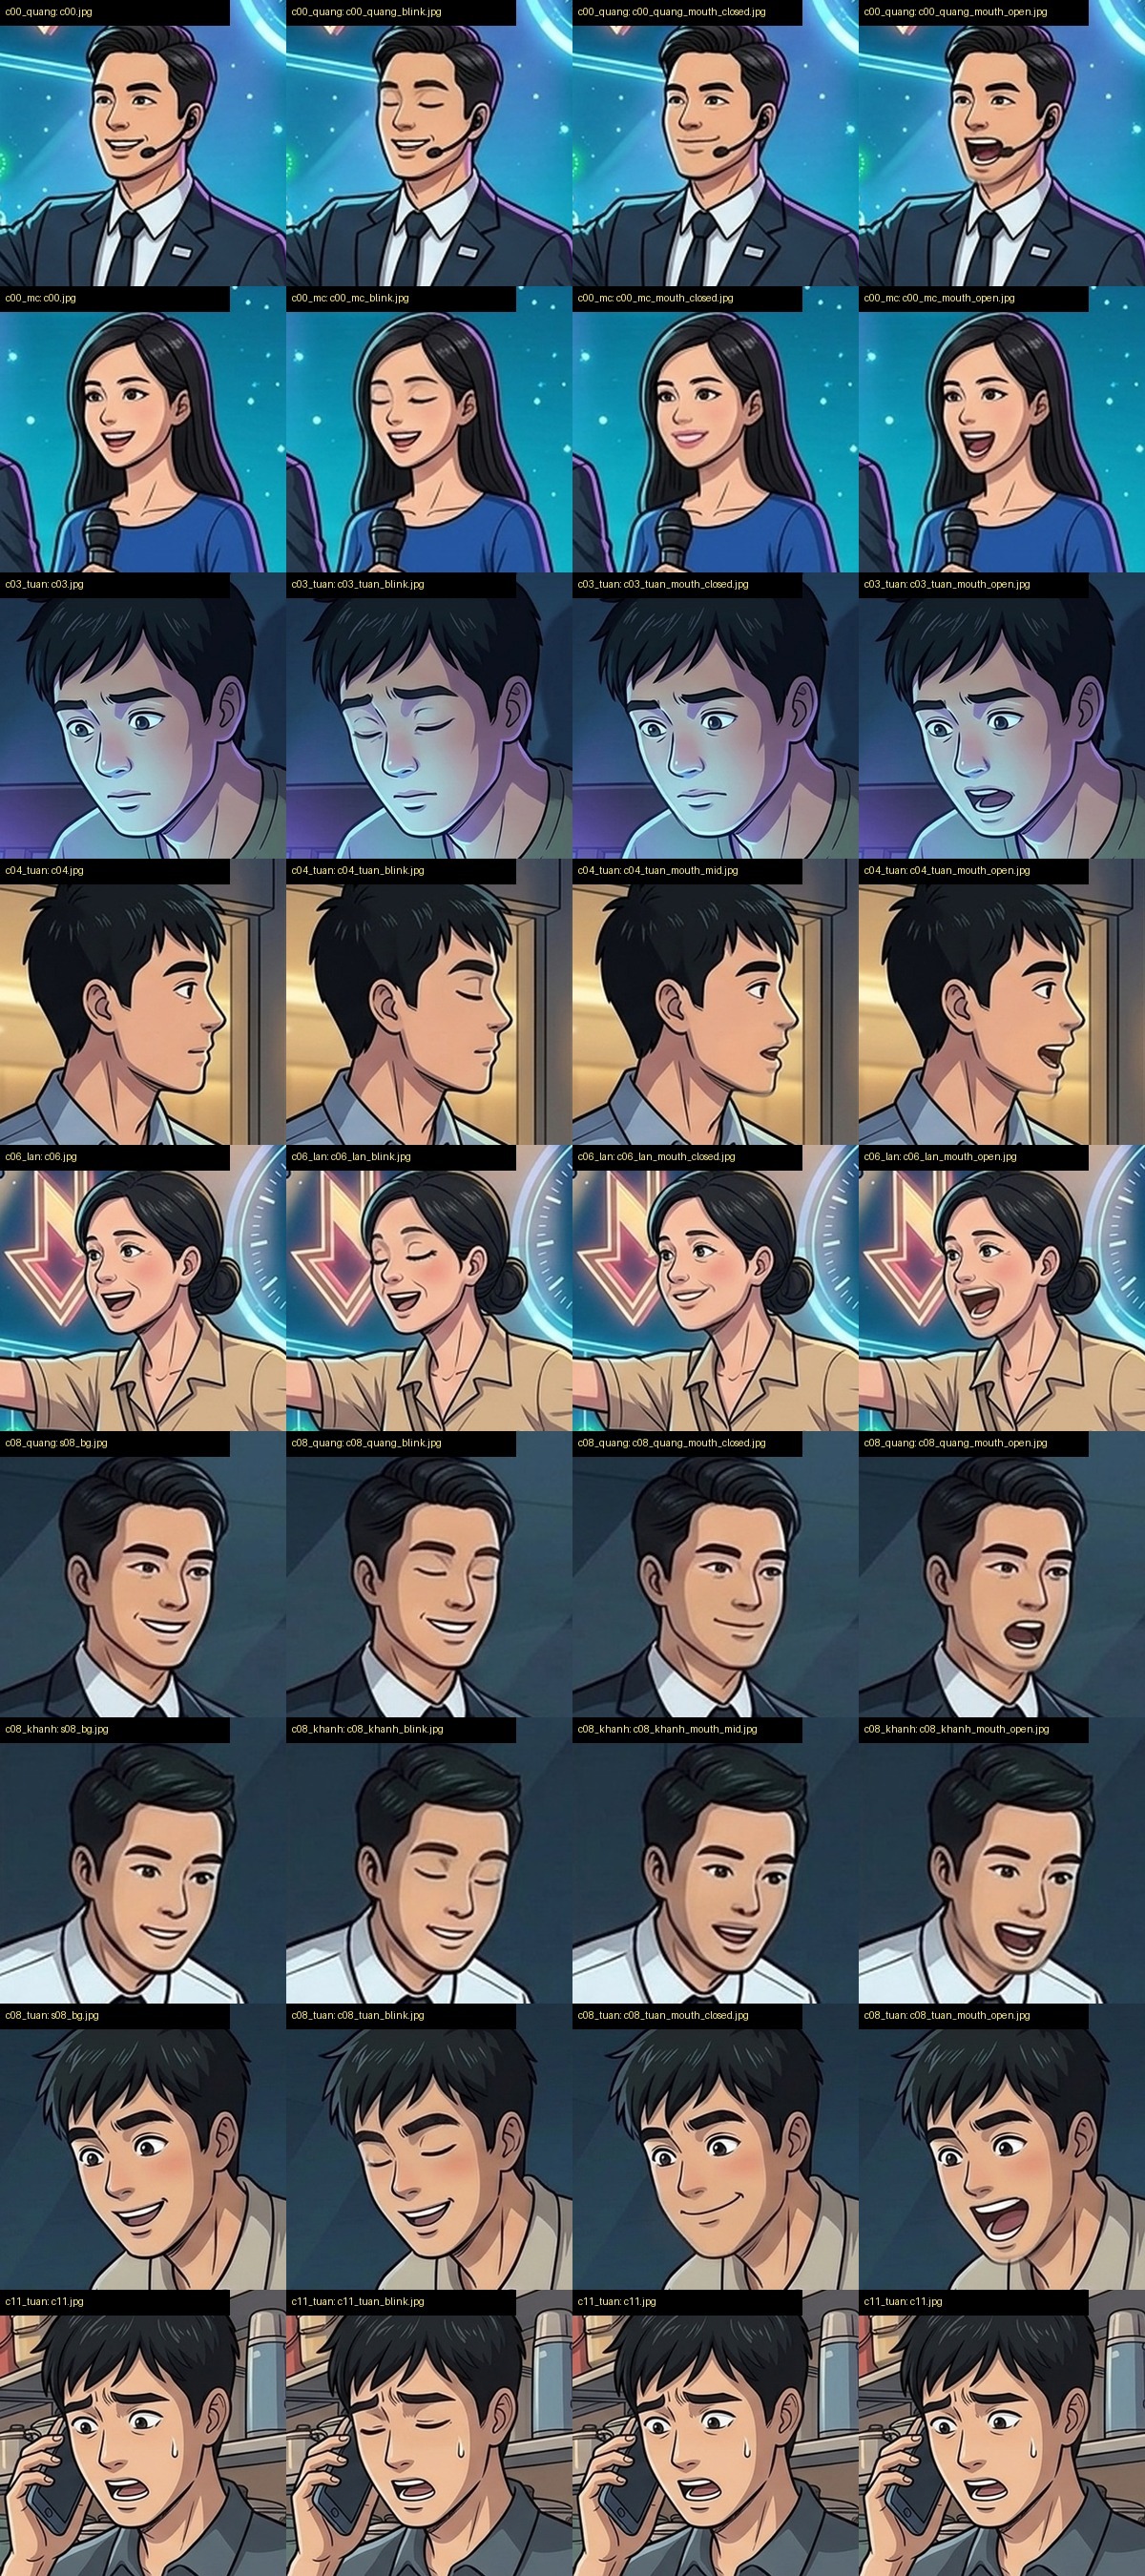 c00_quang: c00.jpg
c00_quang: c00_quang_blink.jpg
c00_quang: c00_quang_mouth_closed.jpg
c00_quang: c00_quang_mouth_open.jpg
c00_mc: c00.jpg
c00_mc: c00_mc_blink.jpg
c00_mc: c00_mc_mouth_closed.jpg
c00_mc: c00_mc_mouth_open.jpg
c03_tuan: c03.jpg
c03_tuan: c03_tuan_blink.jpg
c03_tuan: c03_tuan_mouth_closed.jpg
c03_tuan: c03_tuan_mouth_open.jpg
c04_tuan: c04.jpg
c04_tuan: c04_tuan_blink.jpg
c04_tuan: c04_tuan_mouth_mid.jpg
c04_tuan: c04_tuan_mouth_open.jpg
c06_lan: c06.jpg
c06_lan: c06_lan_blink.jpg
c06_lan: c06_lan_mouth_closed.jpg
c06_lan: c06_lan_mouth_open.jpg
c08_quang: s08_bg.jpg
c08_quang: c08_quang_blink.jpg
c08_quang: c08_quang_mouth_closed.jpg
c08_quang: c08_quang_mouth_open.jpg
c08_khanh: s08_bg.jpg
c08_khanh: c08_khanh_blink.jpg
c08_khanh: c08_khanh_mouth_mid.jpg
c08_khanh: c08_khanh_mouth_open.jpg
c08_tuan: s08_bg.jpg
c08_tuan: c08_tuan_blink.jpg
c08_tuan: c08_tuan_mouth_closed.jpg
c08_tuan: c08_tuan_mouth_open.jpg
c11_tuan: c11.jpg
c11_tuan: c11_tuan_blink.jpg
c11_tuan: c11.jpg
c11_tuan: c11.jpg